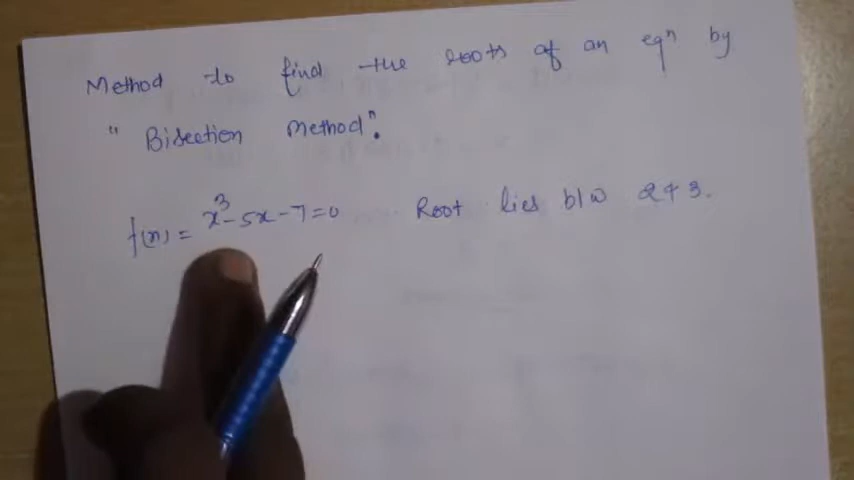 Method to find the roots of an eqⁿ by
"Bisection Method":
f(x) = x³-5x-7=0 Root lies b/w 2 & 3.